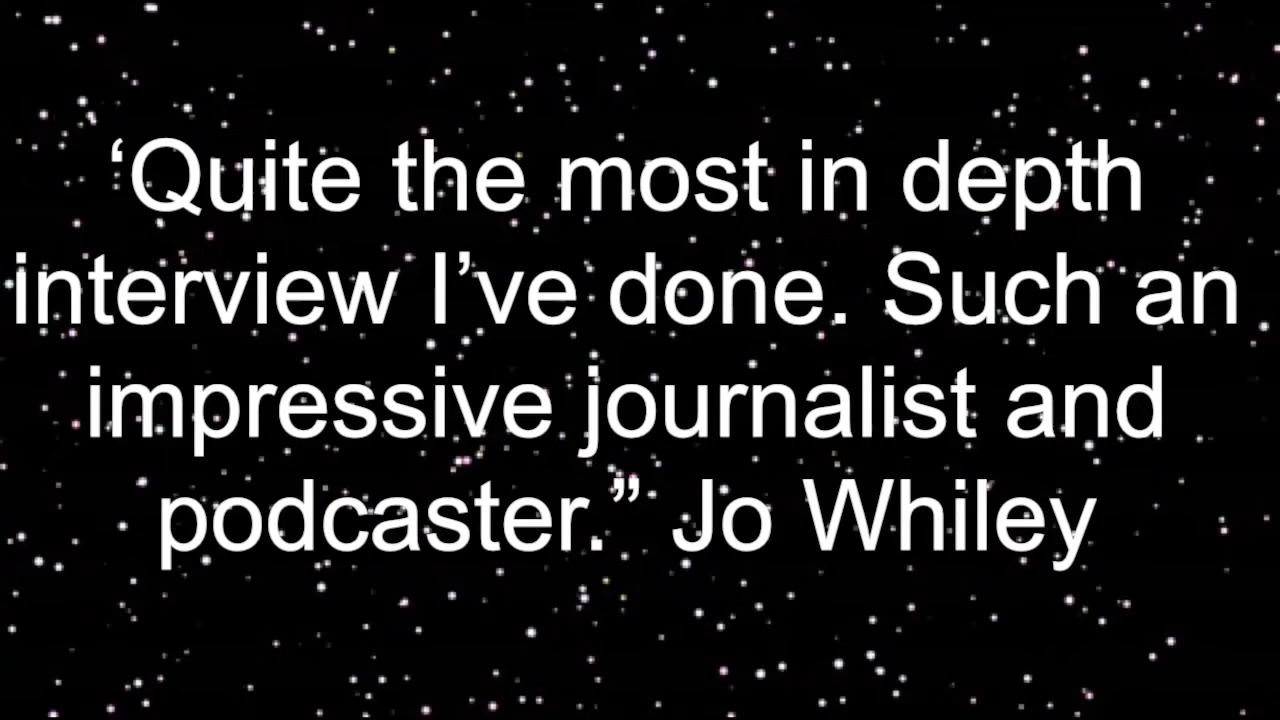 ‘Quite the most in depth
interview I’ve done. Such an
impressive journalist and
podcaster.” Jo Whiley